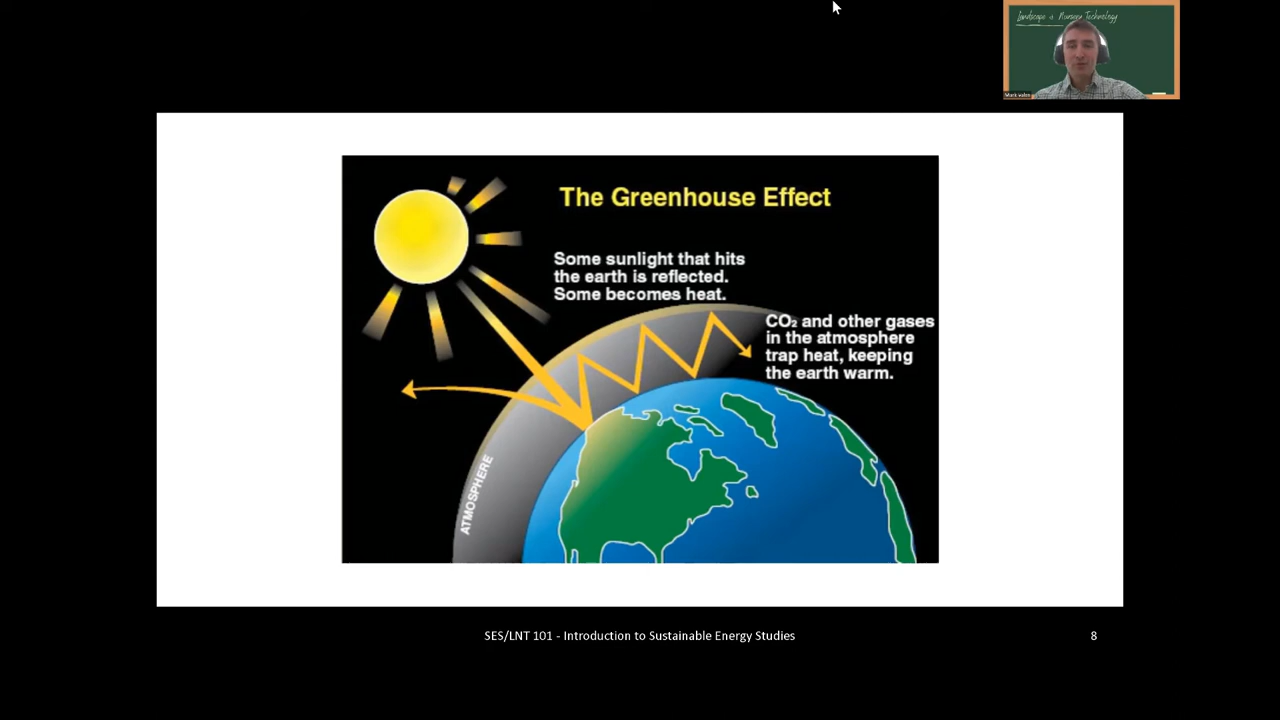 Landscape & Nursery Technology
The Greenhouse Effect
Some sunlight that hits
the earth is reflected.
Some becomes heat.
CO₂ and other gases
in the atmosphere
trap heat, keeping
the earth warm.
ATMOSPHERE
SES/LNT 101 - Introduction to Sustainable Energy Studies
8